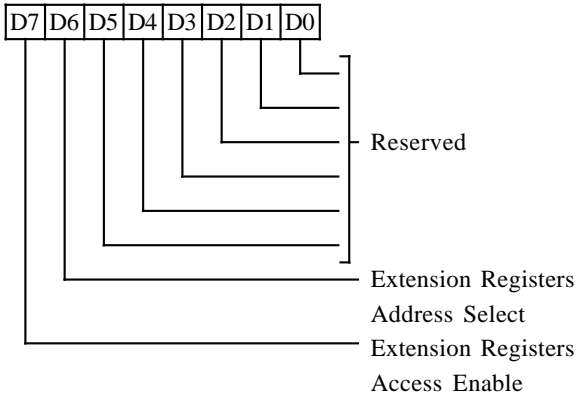 D7 D6 D5 D4 D3 D2 D1 D0
Reserved
Extension Registers
Address Select
Extension Registers
Access Enable